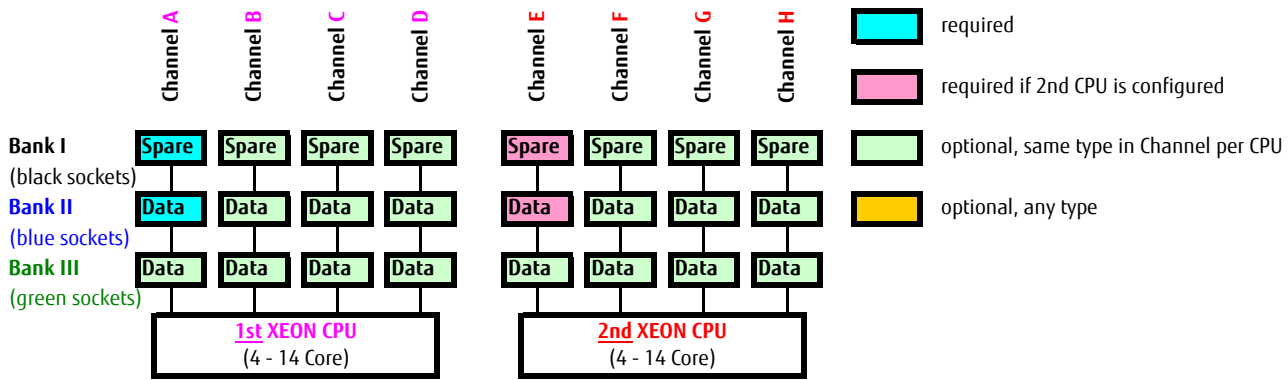 Channel A
Channel B
Channel C
Channel D
Channel E
Channel F
Channel G
Channel H
required
required if 2nd CPU is configured
optional, same type in Channel per CPU
optional, any type
Bank I
(black sockets)
Spare Spare Spare Spare Spare Spare Spare Spare
Bank II
(blue sockets)
Data Data Data Data Data Data Data Data
Bank III
(green sockets)
Data Data Data Data Data Data Data Data
1st XEON CPU
(4 - 14 Core)
2nd XEON CPU
(4 - 14 Core)